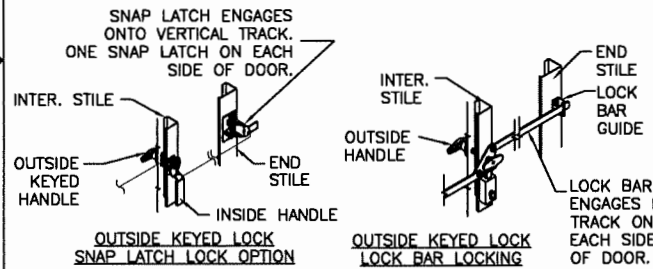 SNAP LATCH ENGAGES
ONTO VERTICAL TRACK.
ONE SNAP LATCH ON EACH
SIDE OF DOOR.
INTER. STILE
OUTSIDE
KEYED
HANDLE
END
STILE
INSIDE HANDLE
OUTSIDE KEYED LOCK
SNAP LATCH LOCK OPTION
INTER.
STILE
OUTSIDE
HANDLE
END
STILE
LOCK
BAR
GUIDE
LOCK BAR
ENGAGES
TRACK ON
EACH SIDE
OF DOOR.
OUTSIDE KEYED LOCK
LOCK BAR LOCKING